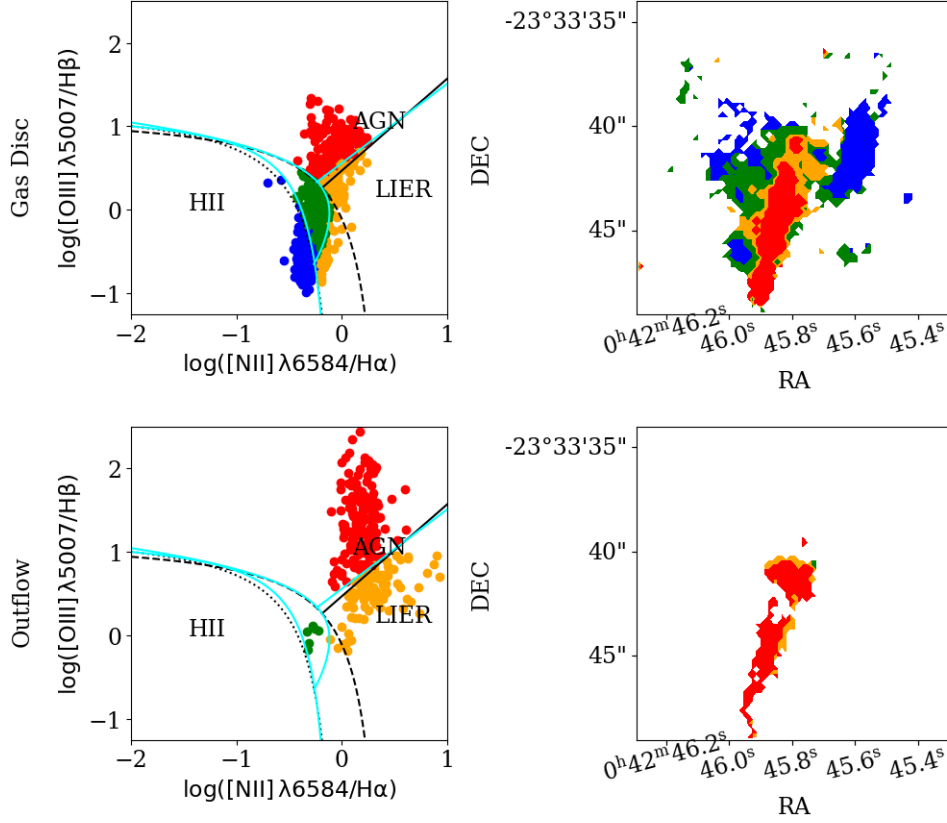 Gas Disc
log([OIII] λ5007/Hβ)
2
1
0
−1
AGN
HII
LIER
−2
−1
0
1
log([NII] λ6584/Hα)
DEC
-23°33'35"
40"
45"
0ʰ42ᵐ46.2ˢ
46.0ˢ
45.8ˢ
45.6ˢ
45.4ˢ
RA
Outflow
log([OIII] λ5007/Hβ)
2
1
0
−1
AGN
HII
LIER
−2
−1
0
1
log([NII] λ6584/Hα)
DEC
-23°33'35"
40"
45"
0ʰ42ᵐ46.2ˢ
46.0ˢ
45.8ˢ
45.6ˢ
45.4ˢ
RA